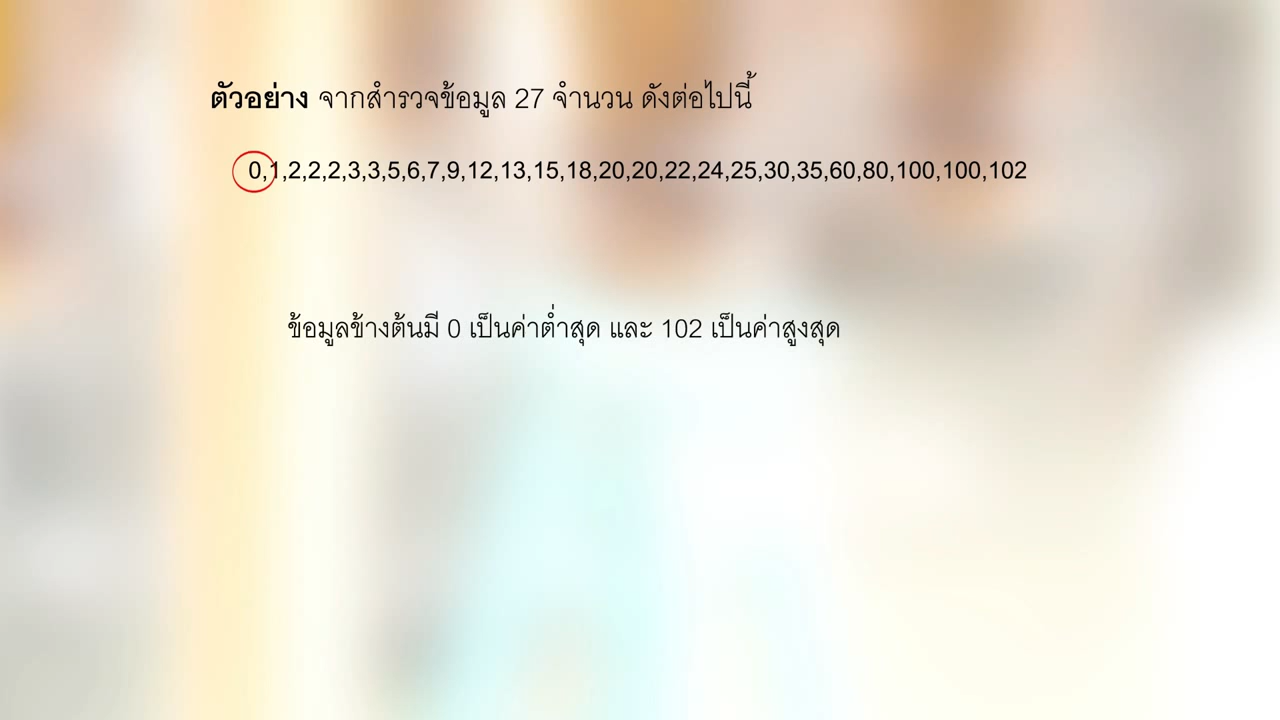 ตัวอย่าง จากสำรวจข้อมูล 27 จำนวน ดังต่อไปนี้
0,1,2,2,2,3,3,5,6,7,9,12,13,15,18,20,20,22,24,25,30,35,60,80,100,100,102
ข้อมูลข้างต้นมี 0 เป็นค่าต่ำสุด และ 102 เป็นค่าสูงสุด